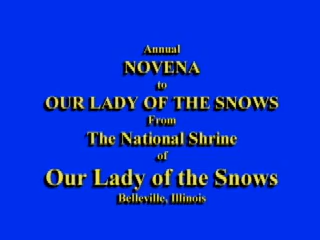 Annual
NOVENA
to
OUR LADY OF THE SNOWS
From
The National Shrine
of
Our Lady of the Snows
Belleville, Illinois